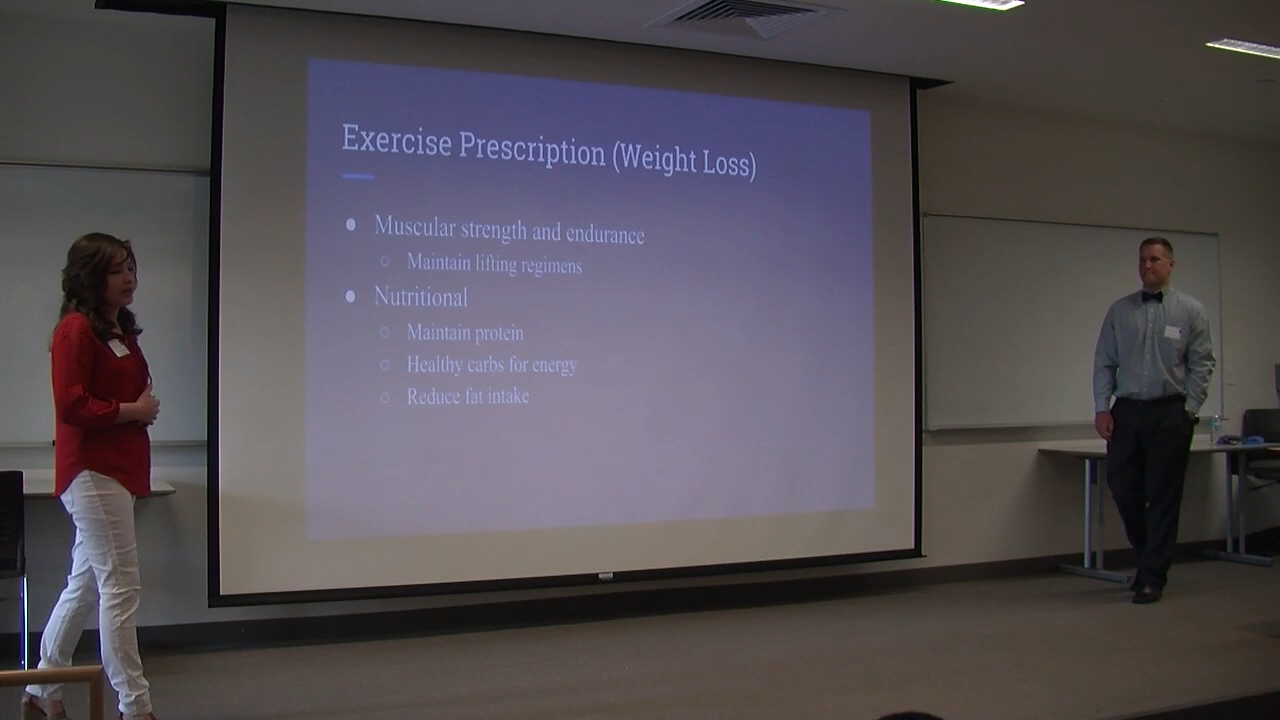 Exercise Prescription (Weight Loss)
● Muscular strength and endurance
○ Maintain lifting regimens
● Nutritional
○ Maintain protein
○ Healthy carbs for energy
○ Reduce fat intake